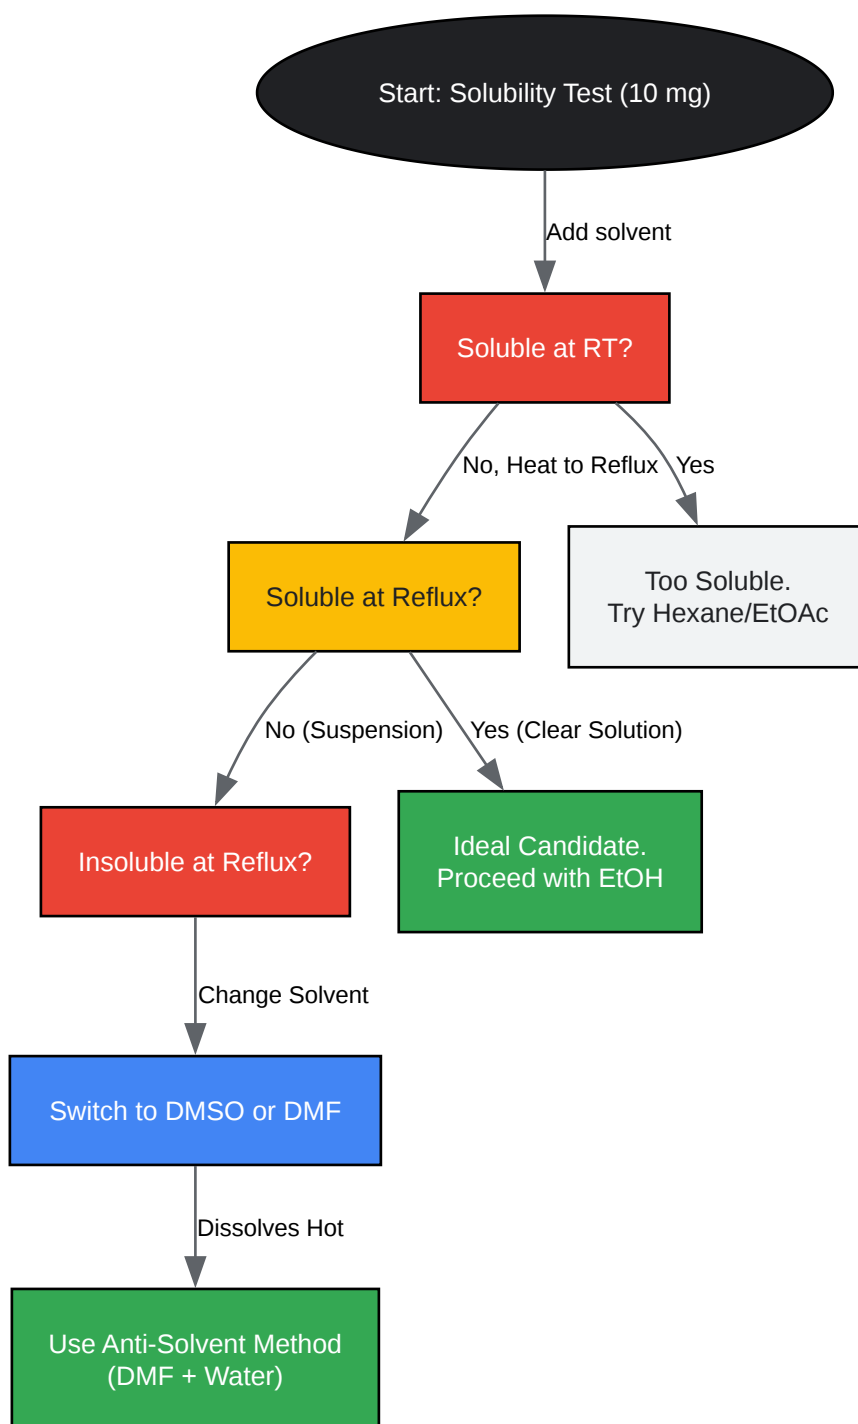 Start: Solubility Test (10 mg)
Add solvent
Soluble at RT?
No, Heat to Reflux
Yes
Soluble at Reflux?
Too Soluble.
Try Hexane/EtOAc
No (Suspension)
Yes (Clear Solution)
Insoluble at Reflux?
Ideal Candidate.
Proceed with EtOH
Change Solvent
Switch to DMSO or DMF
Dissolves Hot
Use Anti-Solvent Method
(DMF + Water)